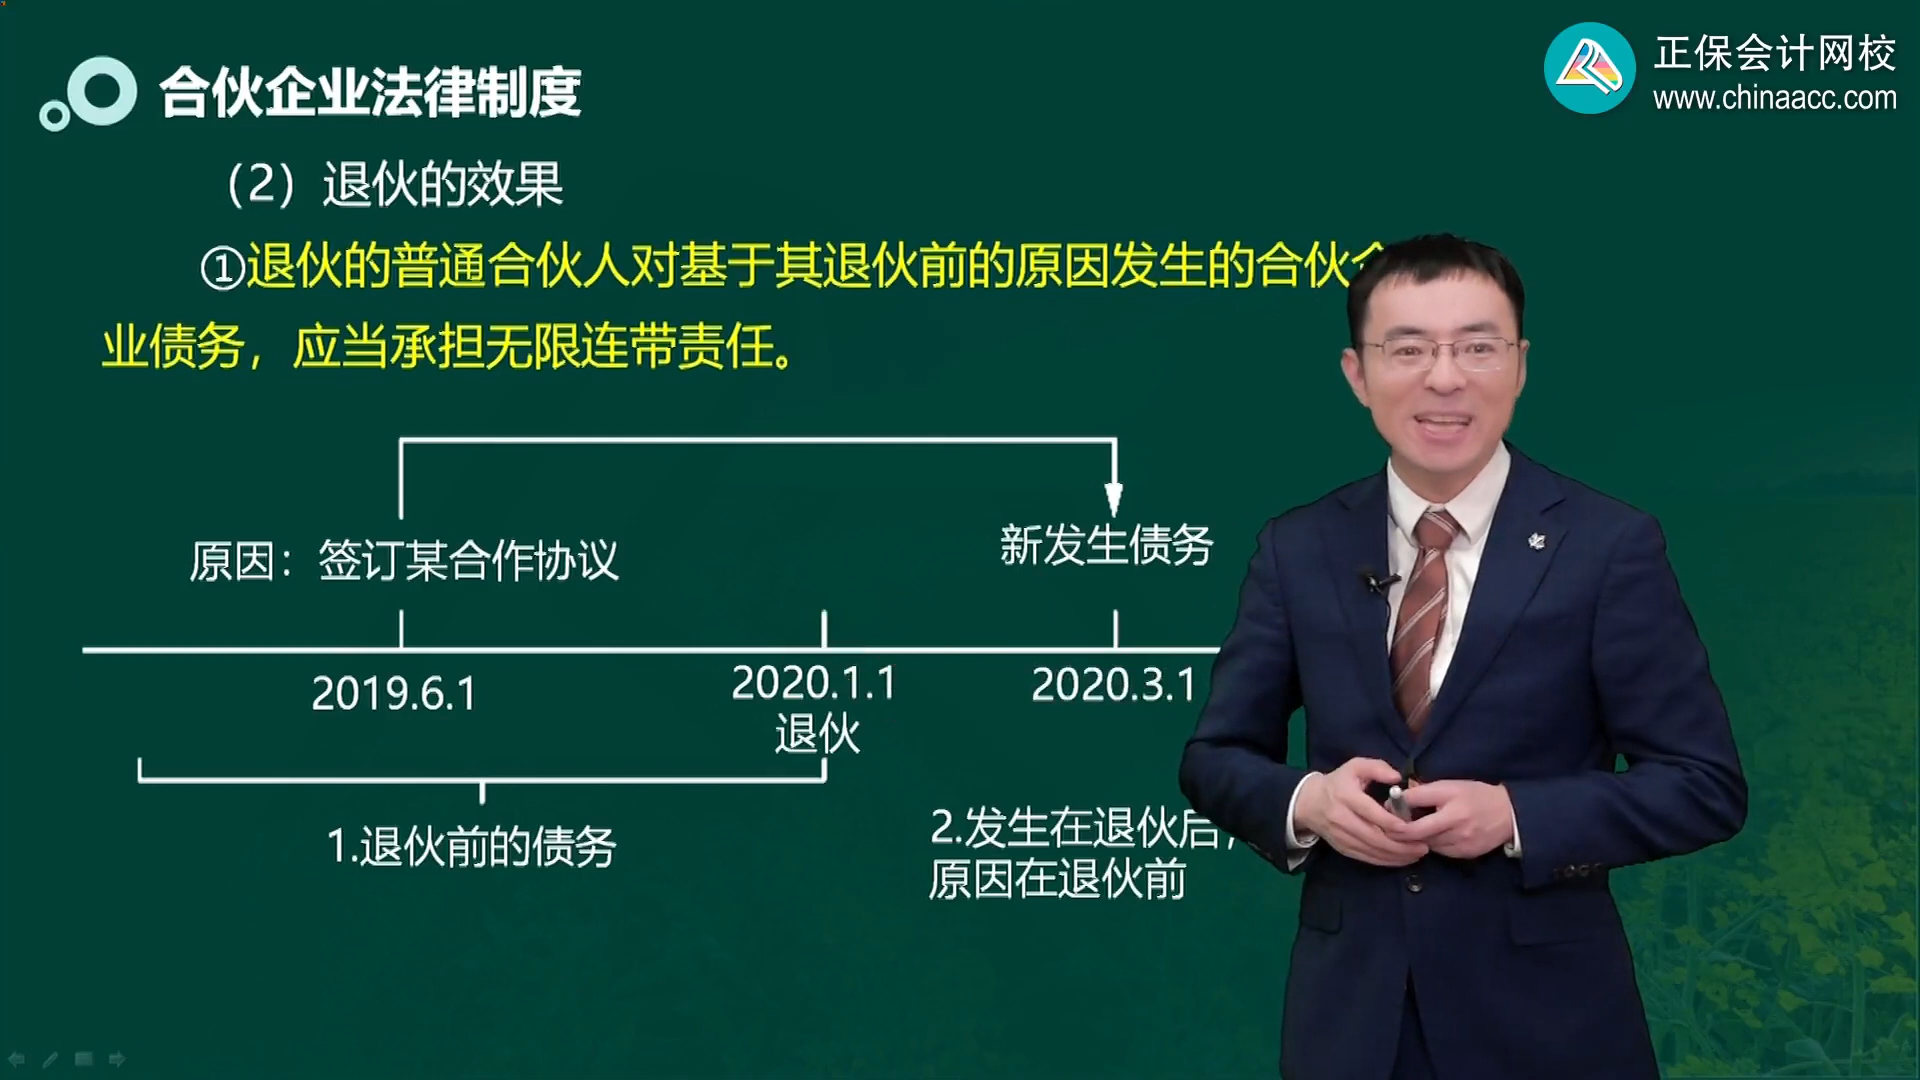 合伙企业法律制度
正保会计网校
www.chinaacc.com
（2）退伙的效果
①退伙的普通合伙人对基于其退伙前的原因发生的合伙企
业债务，应当承担无限连带责任。
原因：签订某合作协议
新发生债务
2019.6.1
2020.1.1
2020.3.1
退伙
1.退伙前的债务
2.发生在退伙后，
原因在退伙前